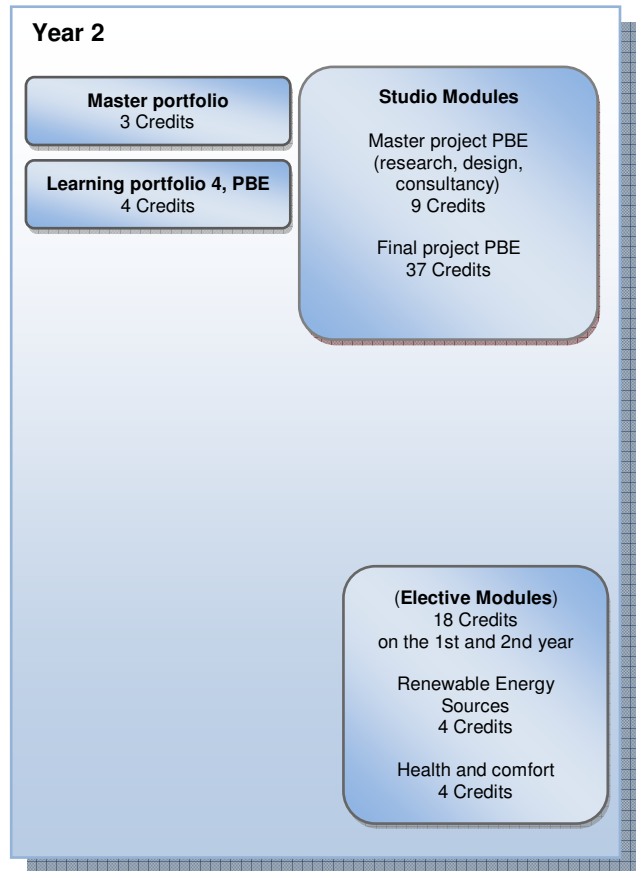 Year 2
Master portfolio
3 Credits
Learning portfolio 4, PBE
4 Credits
Studio Modules
Master project PBE
(research, design,
consultancy)
9 Credits
Final project PBE
37 Credits
(Elective Modules)
18 Credits
on the 1st and 2nd year
Renewable Energy
Sources
4 Credits
Health and comfort
4 Credits